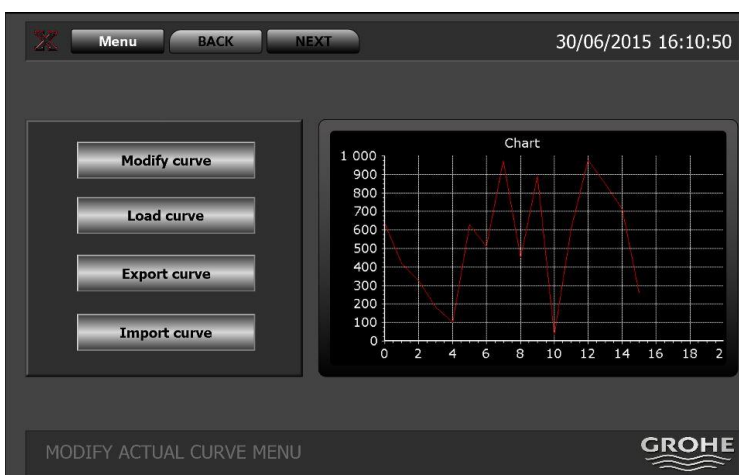 Menu BACK NEXT 30/06/2015 16:10:50
Modify curve
Load curve
Export curve
Import curve
Chart
1 000
900
800
700
600
500
400
300
200
100
0
0 2 4 6 8 10 12 14 16 18 2
MODIFY ACTUAL CURVE MENU
GROHE